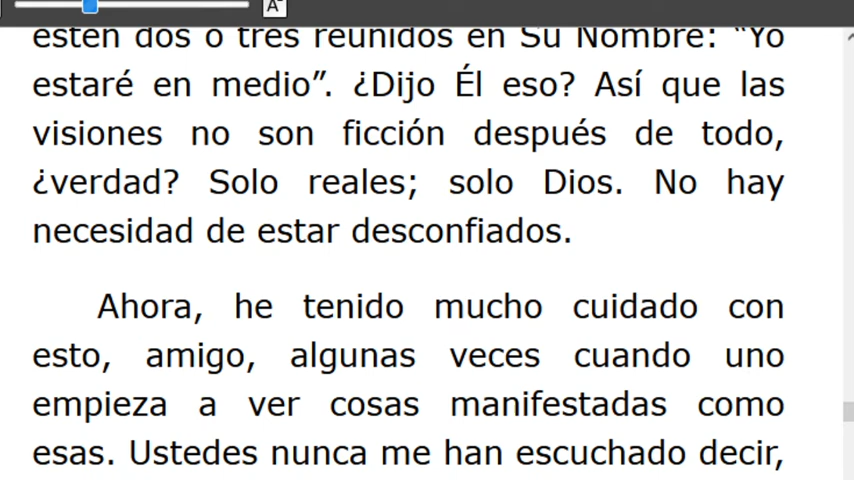 A
estén dos o tres reunidos en Su Nombre: “Yo
estaré en medio”. ¿Dijo Él eso? Así que las
visiones no son ficción después de todo,
¿verdad? Solo reales; solo Dios. No hay
necesidad de estar desconfiados.
Ahora, he tenido mucho cuidado con
esto, amigo, algunas veces cuando uno
empieza a ver cosas manifestadas como
esas. Ustedes nunca me han escuchado decir,